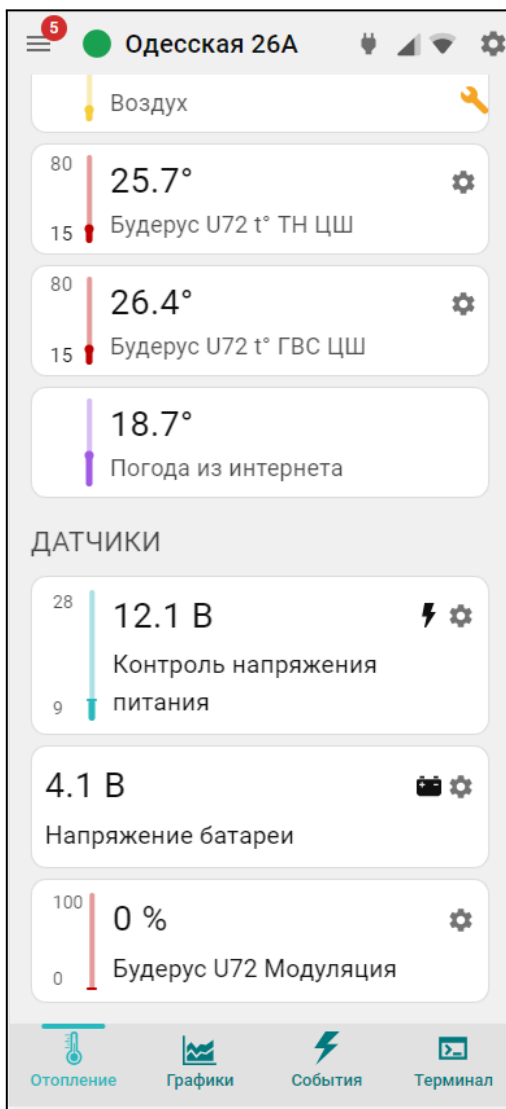 5
Одесская 26А
Воздух
80
25.7°
15
Будерус U72 t° ТН ЦШ
80
26.4°
15
Будерус U72 t° ГВС ЦШ
18.7°
Погода из интернета
ДАТЧИКИ
28
12.1 В
Контроль напряжения
9
питания
4.1 В
Напряжение батареи
100
0 %
0
Будерус U72 Модуляция
Отопление
Графики
События
Терминал